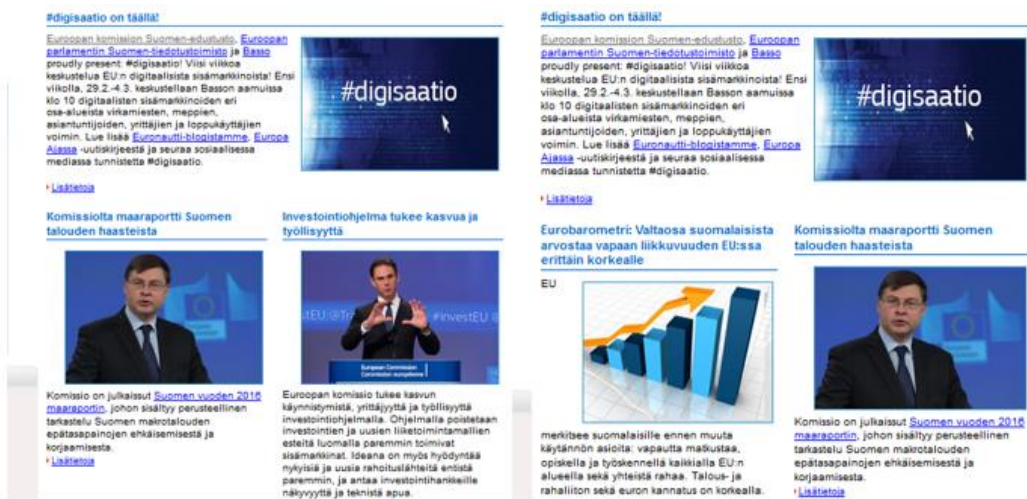 #digisaatio on täällä!
Euroopan komission Suomen-edustusto, Euroopan
parlamentin Suomen-tiedotustoimisto ja Basso
proudly present: #digisaatio! Viisi viikkoa
keskustelua EU:n digitaalisista sisämarkkinoista! Ensi
viikolla, 29.2.-4.3. keskustellaan Basson aamuissa
klo 10 digitaalisten sisämarkkinoiden eri
osa-alueista virkamiesten, meppien,
asiantuntijoiden, yrittäjien ja loppukäyttäjien
voimin. Lue lisää Euronautti-blogistamme, Europa
Ajassa -uutiskirjeestä ja seuraa sosiaalisessa
mediassa tunnistetta #digisaatio.
#digisaatio
Lisätietoja
Komissiolta maaraportti Suomen
talouden haasteista
Komissio on julkaissut Suomen vuoden 2016
maaraportin, johon sisältyy perusteellinen
tarkastelu Suomen makrotalouden
epätasapainojen ehkäisemisestä ja
korjaamisesta.
Lisätietoja
Investointiohjelma tukee kasvua ja
työllisyyttä
#investEU
European Commission
Commission européenne
Euroopan komissio tukee kasvun
käynnistymistä, yrittäjyyttä ja työllisyyttä
investointiohjelmalla. Ohjelmalla poistetaan
investointien ja uusien liiketoimintamallien
esteitä luomalla paremmin toimivat
sisämarkkinat. Ideana on myös hyödyntää
nykyisiä ja uusia rahoituslähteitä entistä
paremmin, ja antaa investointihankkeille
näkyvyyttä ja teknistä apua.
#digisaatio on täällä!
Euroopan komission Suomen-edustusto, Euroopan
parlamentin Suomen-tiedotustoimisto ja Basso
proudly present: #digisaatio! Viisi viikkoa
keskustelua EU:n digitaalisista sisämarkkinoista! Ensi
viikolla, 29.2.-4.3. keskustellaan Basson aamuissa
klo 10 digitaalisten sisämarkkinoiden eri
osa-alueista virkamiesten, meppien,
asiantuntijoiden, yrittäjien ja loppukäyttäjien
voimin. Lue lisää Euronautti-blogistamme, Europa
Ajassa -uutiskirjeestä ja seuraa sosiaalisessa
mediassa tunnistetta #digisaatio.
#digisaatio
Lisätietoja
Eurobarometri: Valtaosa suomalaisista
arvostaa vapaan liikkuvuuden EU:ssa
erittäin korkealle
EU
merkitsee suomalaisille ennen muuta
käytännön asioita: vapautta matkustaa,
opiskella ja työskennellä kaikkialla EU:n
alueella sekä yhteistä rahaa. Talous- ja
rahaliiton sekä euron kannatus on korkealla.
Komissiolta maaraportti Suomen
talouden haasteista
Komissio on julkaissut Suomen vuoden 2016
maaraportin, johon sisältyy perusteellinen
tarkastelu Suomen makrotalouden
epätasapainojen ehkäisemisestä ja
korjaamisesta.
Lisätietoja